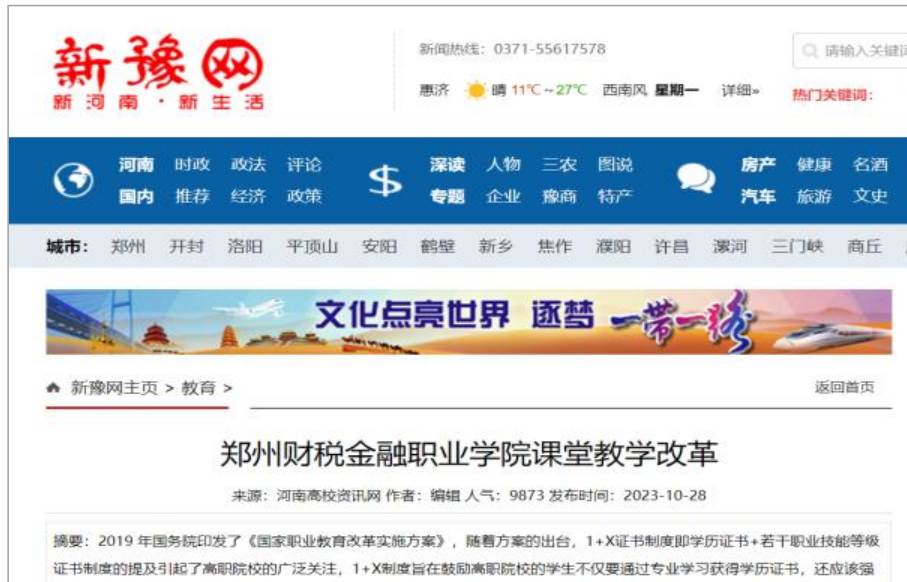 新豫网
新河南·新生活
新闻热线：0371-55617578
请输入关键
惠济 晴 11℃～27℃ 西南风 星期一 详细»
热门关键词：
河南 时政 政法 评论 深读 人物 三农 图说 房产 健康 名酒
国内 推荐 经济 政策 专题 企业 豫商 特产 汽车 旅游 文史
城市： 郑州 开封 洛阳 平顶山 安阳 鹤壁 新乡 焦作 濮阳 许昌 漯河 三门峡 商丘
文化点亮世界 逐梦 一带一路
新豫网主页 > 教育 >
返回首页
郑州财税金融职业学院课堂教学改革
来源：河南高校资讯网 作者：编辑 人气：9873 发布时间：2023-10-28
摘要：2019 年国务院印发了《国家职业教育改革实施方案》，随着方案的出台，1+X证书制度即学历证书+若干职业技能等级
证书制度的提及引起了高职院校的广泛关注，1+X制度旨在鼓励高职院校的学生不仅要通过专业学习获得学历证书，还应该强